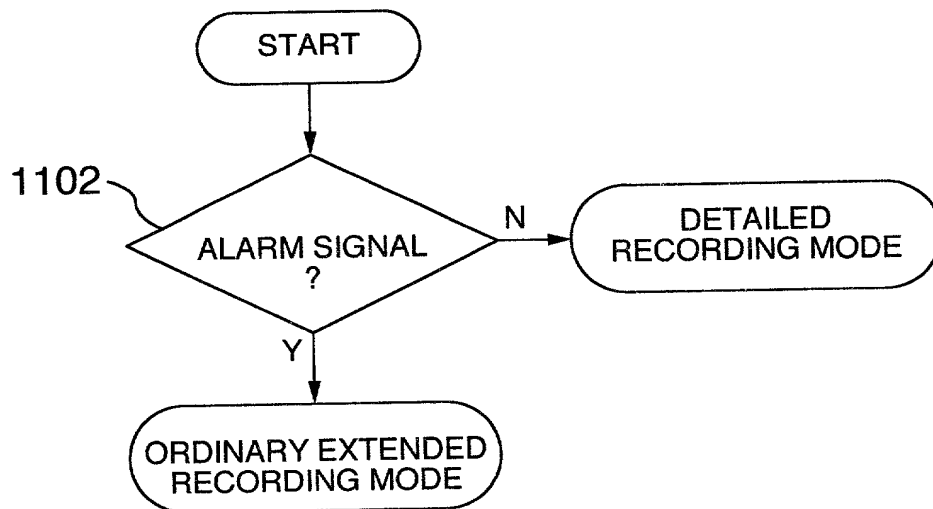 START
1102
ALARM SIGNAL
?
N
DETAILED
RECORDING MODE
Y
ORDINARY EXTENDED
RECORDING MODE